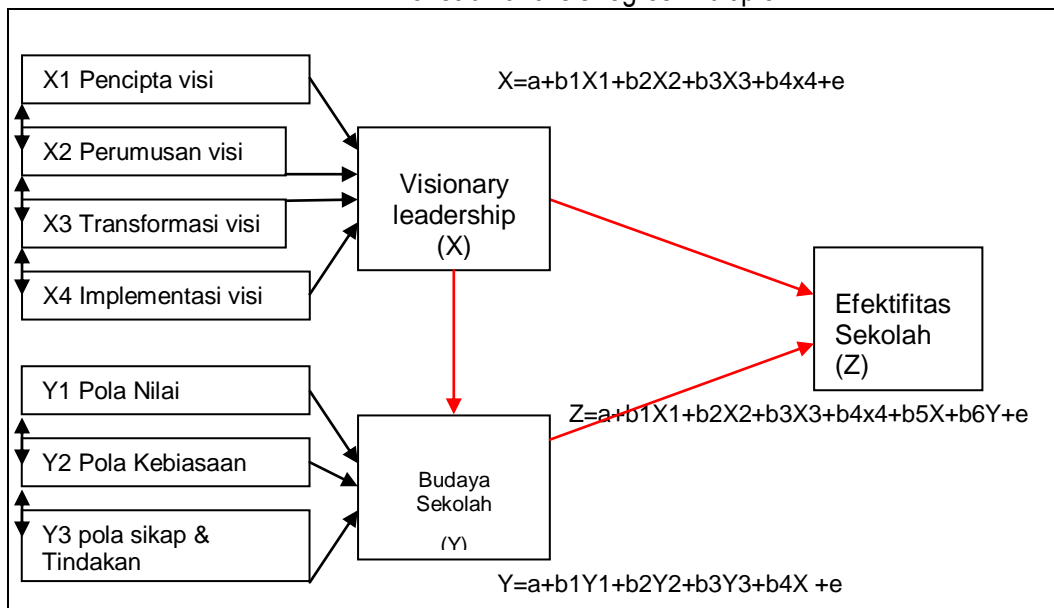 X1 Pencipta visi
X=a+b1X1+b2X2+b3X3+b4x4+e
X2 Perumusan visi
Visionary
leadership
(X)
X3 Transformasi visi
X4 Implementasi visi
Efektifitas
Sekolah
(Z)
Y1 Pola Nilai
Z=a+b1X1+b2X2+b3X3+b4x4+b5X+b6Y+e
Y2 Pola Kebiasaan
Budaya
Sekolah
(Y)
Y3 pola sikap &
Tindakan
Y=a+b1Y1+b2Y2+b3Y3+b4X +e